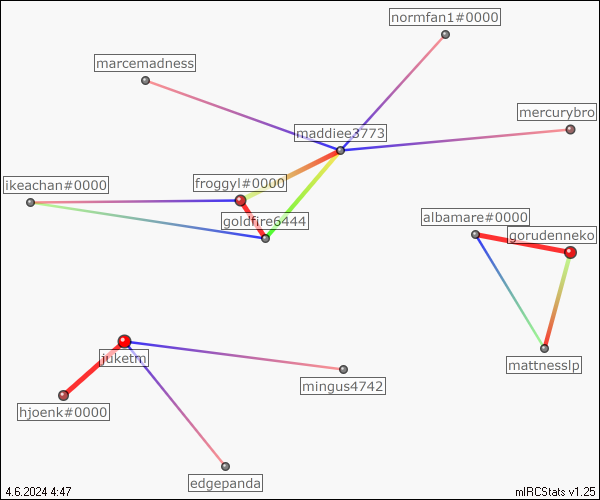 normfan1#0000
marcemadness
mercurybro
maddiee3773
froggyl#0000
ikeachan#0000
goldfire6444
albamare#0000
gorudenneko
juketm
mattnesslp
mingus4742
hjoenk#0000
edgepanda
4.6.2024 4:47
mIRCStats v1.25